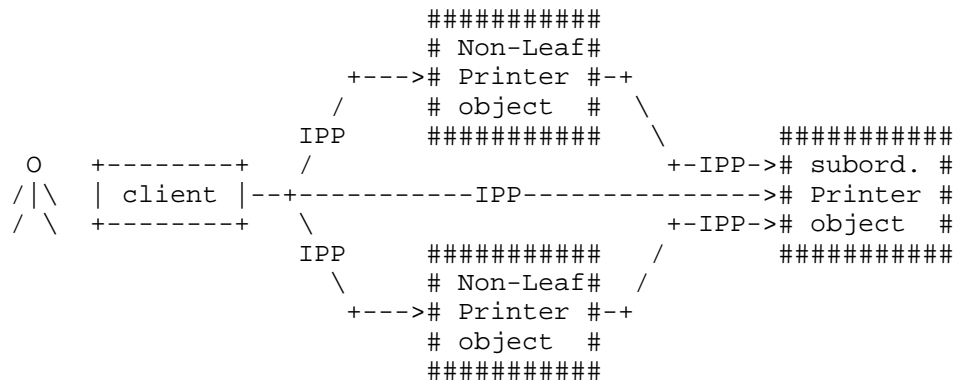 ###########
# Non-Leaf#
+---># Printer #-+
/ # object # \
IPP ########### \ ###########
O +--------+ / +-IPP-># subord. #
/|\ | client |--+-----------IPP---------------># Printer #
/ \ +--------+ \ +-IPP-># object #
IPP ########### / ###########
\ # Non-Leaf# /
+---># Printer #-+
# object #
###########